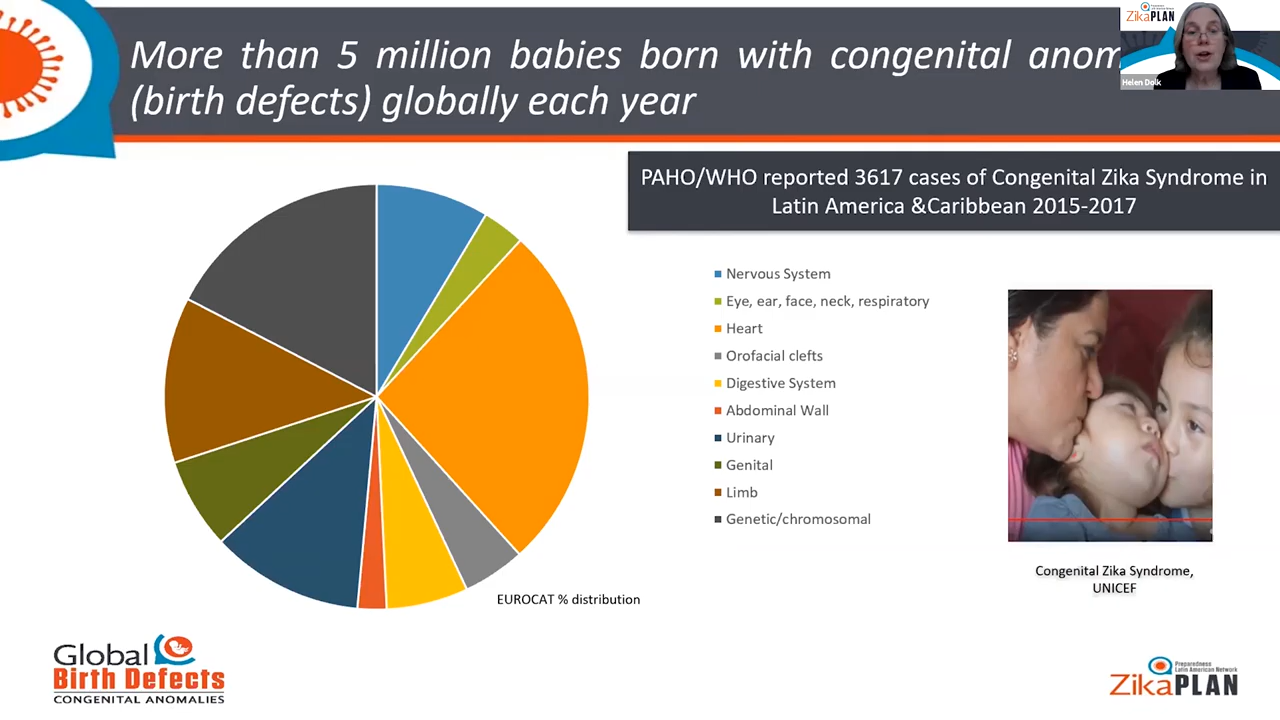 More than 5 million babies born with congenital anom
(birth defects) globally each year
ZikaPLAN
Helen Dolk
PAHO/WHO reported 3617 cases of Congenital Zika Syndrome in
Latin America &Caribbean 2015-2017
Nervous System
Eye, ear, face, neck, respiratory
Heart
Orofacial clefts
Digestive System
Abdominal Wall
Urinary
Genital
Limb
Genetic/chromosomal
EUROCAT % distribution
Congenital Zika Syndrome,
UNICEF
Global
Birth Defects
CONGENITAL ANOMALIES
Preparedness
Latin American Network
ZikaPLAN